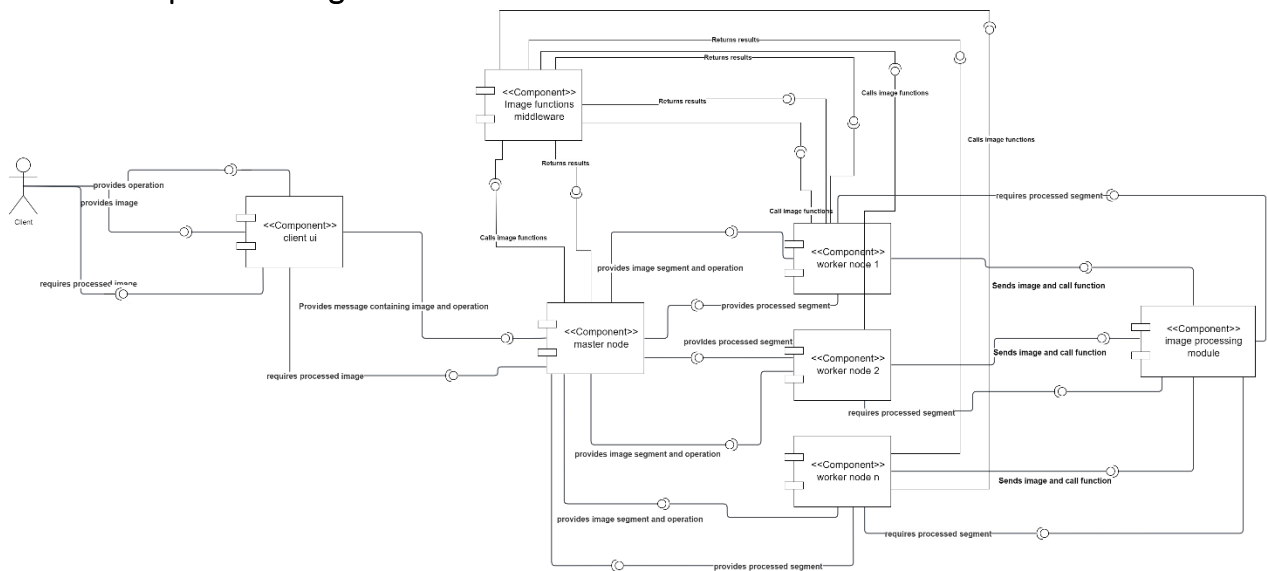 Returns results
Returns results
<<Component>>
Image functions
middleware
Calls image functions
Returns results
Calls image functions
Returns results
provides operation
provides image
Client
requires processed segment
Call image functions
<<Component>>
client ui
Calls image functions
<<Component>>
worker node 1
provides image segment and operation
requires processed image
Sends image and call function
Provides message containing image and operation
provides processed segment
<<Component>>
master node
<<Component>>
image processing
module
provides processed segment
<<Component>>
worker node 2
Sends image and call function
requires processed image
requires processed segment
provides image segment and operation
<<Component>>
worker node n
Sends image and call function
provides image segment and operation
requires processed segment
provides processed segment